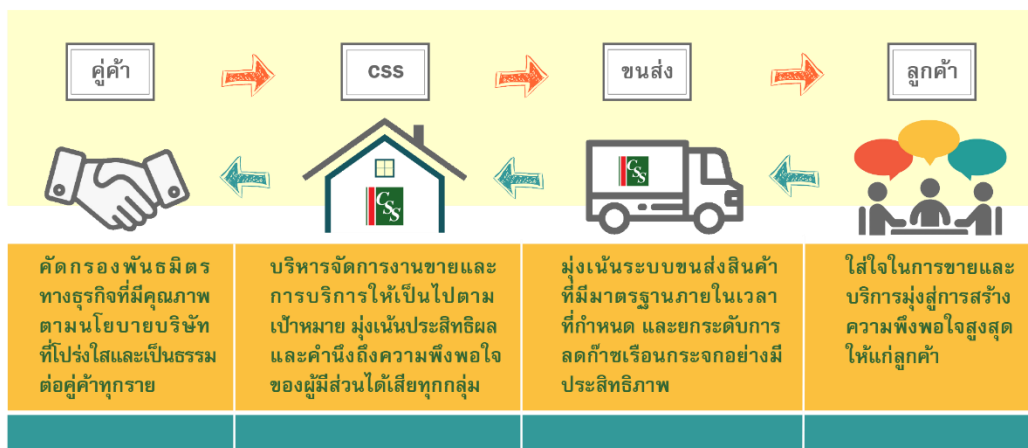 คู่ค้า
css
ขนส่ง
ลูกค้า
CSS
CSS
คัดกรองพันธมิตร
ทางธุรกิจที่มีคุณภาพ
ตามนโยบายบริษัท
ที่โปร่งใสและเป็นธรรม
ต่อคู่ค้าทุกราย
บริหารจัดการงานขายและ
การบริการให้เป็นไปตาม
เป้าหมาย มุ่งเน้นประสิทธิผล
และคำนึงถึงความพึงพอใจ
ของผู้มีส่วนได้เสียทุกกลุ่ม
มุ่งเน้นระบบขนส่งสินค้า
ที่มีมาตรฐานภายในเวลา
ที่กำหนด และยกระดับการ
ลดก๊าซเรือนกระจกอย่างมี
ประสิทธิภาพ
ใส่ใจในการขายและ
บริการมุ่งสู่การสร้าง
ความพึงพอใจสูงสุด
ให้แก่ลูกค้า